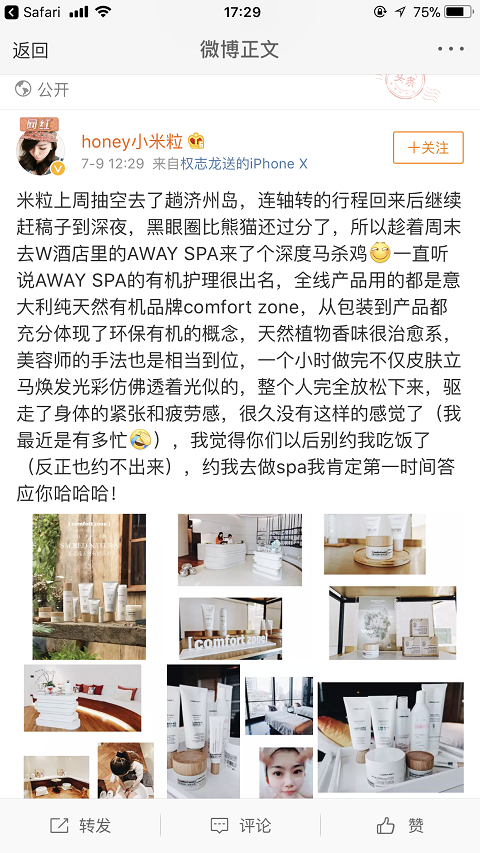 Safari
17:29
75%
返回
微博正文
公开
头条
网红
honey小米粒
+关注
7-9 12:29 来自权志龙送的iPhone X
米粒上周抽空去了趟济州岛，连轴转的行程回来后继续
赶稿子到深夜，黑眼圈比熊猫还过分了，所以趁着周末
去W酒店里的AWAY SPA来了个深度马杀鸡一直听
说AWAY SPA的有机护理很出名，全线产品用的都是意
大利纯天然有机品牌comfort zone，从包装到产品都
充分体现了环保有机的概念，天然植物香味很治愈系，
美容师的手法也是相当到位，一个小时做完不仅皮肤立
马焕发光彩仿佛透着光似的，整个人完全放松下来，驱
走了身体的紧张和疲劳感，很久没有这样的感觉了（我
最近是有多忙），我觉得你们以后别约我吃饭了
（反正也约不出来），约我去做spa我肯定第一时间答
应你哈哈哈！
[ comfort zone ]
SACRED NATURE
[comfort zone
转发
评论
赞